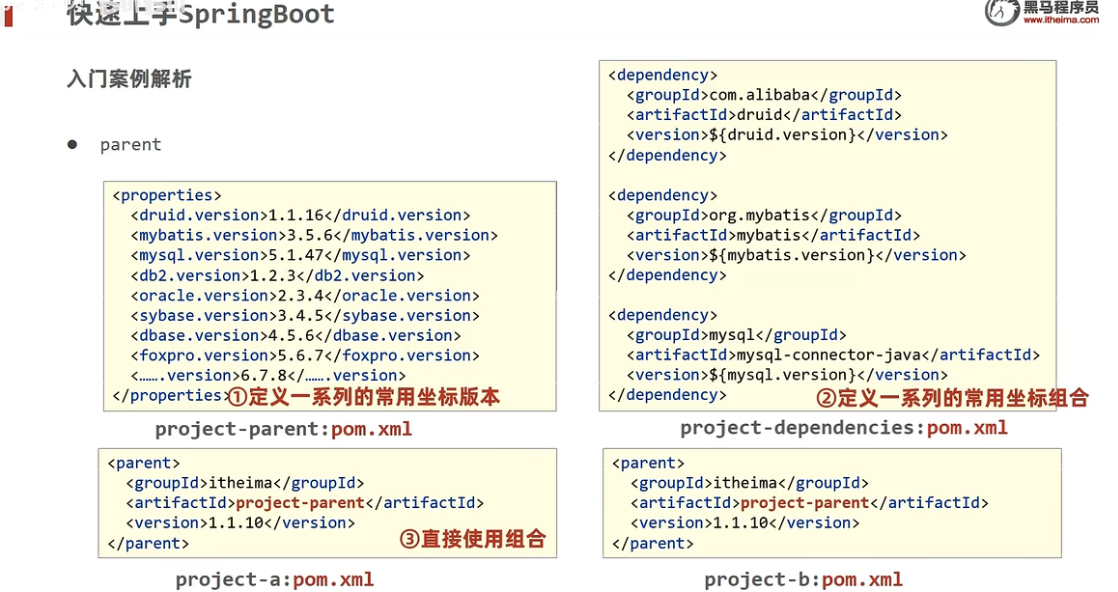 快速上手SpringBoot
黑马程序员
www.itheima.com
入门案例解析
● parent
<properties>
<druid.version>1.1.16</druid.version>
<mybatis.version>3.5.6</mybatis.version>
<mysql.version>5.1.47</mysql.version>
<db2.version>1.2.3</db2.version>
<oracle.version>2.3.4</oracle.version>
<sybase.version>3.4.5</sybase.version>
<dbase.version>4.5.6</dbase.version>
<foxpro.version>5.6.7</foxpro.version>
<…….version>6.7.8</…….version>
</properties>
①定义一系列的常用坐标版本
project-parent:pom.xml
<dependency>
<groupId>com.alibaba</groupId>
<artifactId>druid</artifactId>
<version>${druid.version}</version>
</dependency>
<dependency>
<groupId>org.mybatis</groupId>
<artifactId>mybatis</artifactId>
<version>${mybatis.version}</version>
</dependency>
<dependency>
<groupId>mysql</groupId>
<artifactId>mysql-connector-java</artifactId>
<version>${mysql.version}</version>
</dependency>
②定义一系列的常用坐标组合
project-dependencies:pom.xml
<parent>
<groupId>itheima</groupId>
<artifactId>project-parent</artifactId>
<version>1.1.10</version>
</parent>
③直接使用组合
project-a:pom.xml
<parent>
<groupId>itheima</groupId>
<artifactId>project-parent</artifactId>
<version>1.1.10</version>
</parent>
project-b:pom.xml